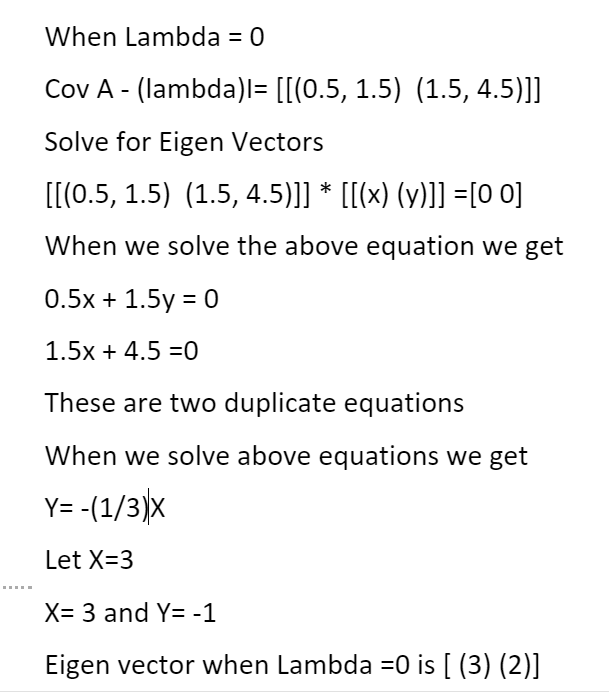 When Lambda = 0
Cov A - (lambda)I= [[(0.5, 1.5)  (1.5, 4.5)]]
Solve for Eigen Vectors
[[(0.5, 1.5)  (1.5, 4.5)]] * [[(x) (y)]] =[0 0]
When we solve the above equation we get
0.5x + 1.5y = 0
1.5x + 4.5 =0
These are two duplicate equations
When we solve above equations we get
Y= -(1/3)X
Let X=3
X= 3 and Y= -1
Eigen vector when Lambda =0 is [ (3) (2)]